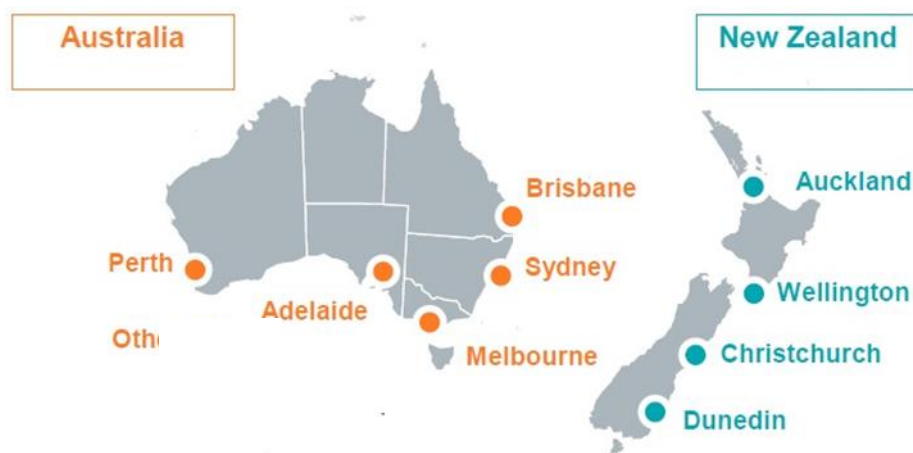 Australia
New Zealand
Brisbane
Auckland
Perth
Sydney
Adelaide
Wellington
Melbourne
Christchurch
Dunedin